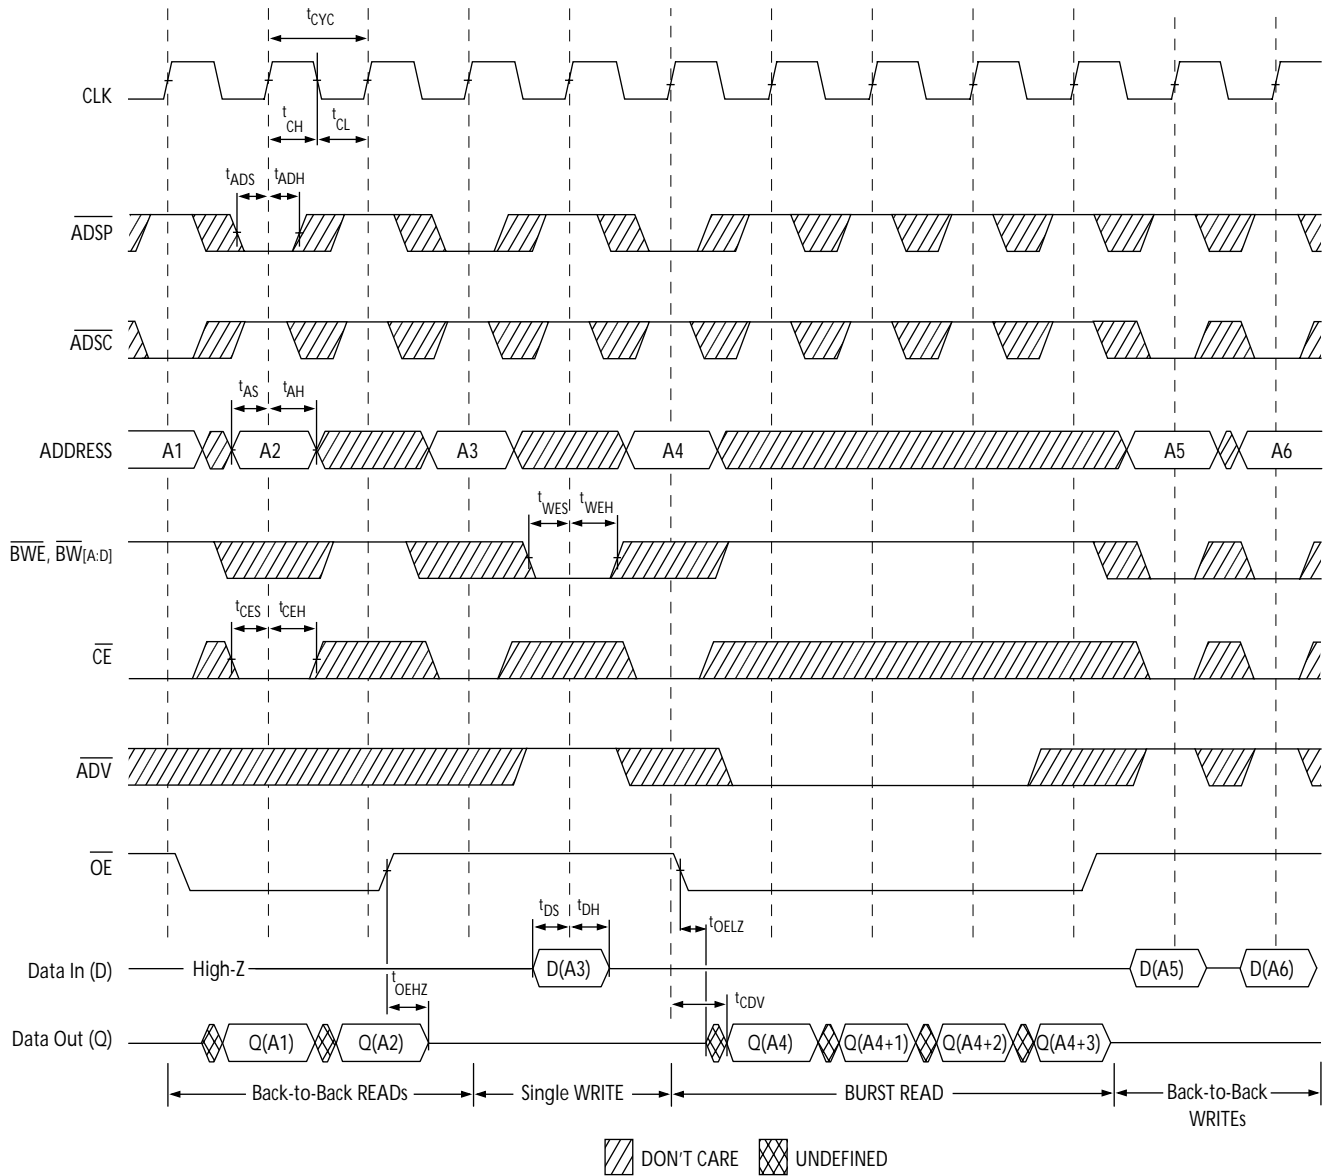 tCYC
CLK
tCH
tCL
tADS
tADH
ADSP
ADSC
tAS
tAH
ADDRESS
A1
A2
A3
A4
A5
A6
tWES
tWEH
BWE, BW[A:D]
tCES
tCEH
CE
ADV
OE
tDS
tDH
tOELZ
Data In (D)
High-Z
D(A3)
D(A5)
D(A6)
tOEHZ
tCDV
Data Out (Q)
Q(A1)
Q(A2)
Q(A4)
Q(A4+1)
Q(A4+2)
Q(A4+3)
Back-to-Back READs
Single WRITE
BURST READ
Back-to-Back
WRITEs
DON'T CARE
UNDEFINED